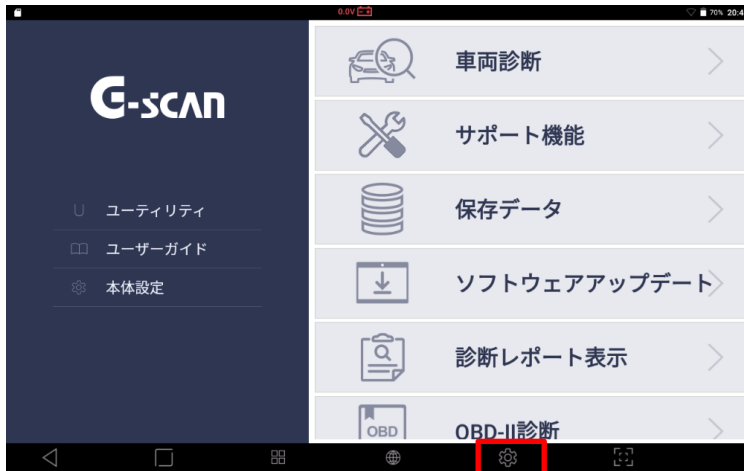 0.0V
70% 20:4
G-scan
車両診断
サポート機能
保存データ
ソフトウェアアップデート
診断レポート表示
OBD
OBD-II診断
U ユーティリティ
ユーザーガイド
本体設定